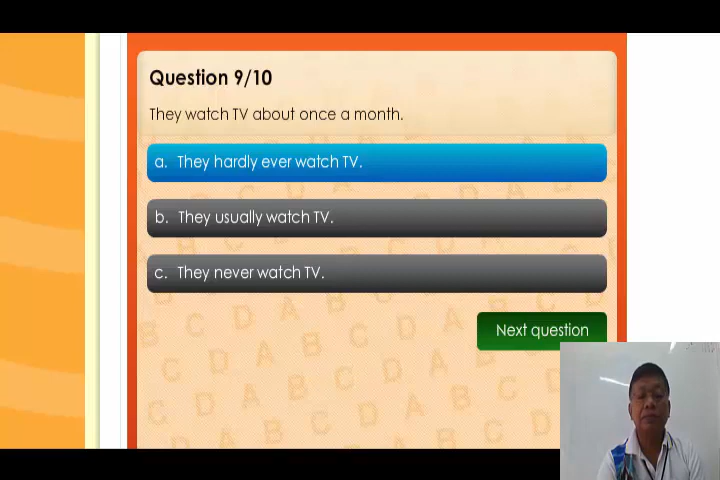 Question 9/10
They watch TV about once a month.
a. They hardly ever watch TV.
b. They usually watch TV.
c. They never watch TV.
Next question